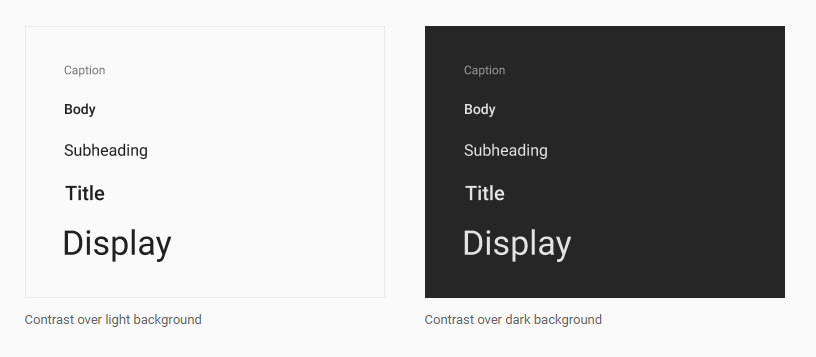 Caption
Body
Subheading
Title
Display
Contrast over light background
Caption
Body
Subheading
Title
Display
Contrast over dark background